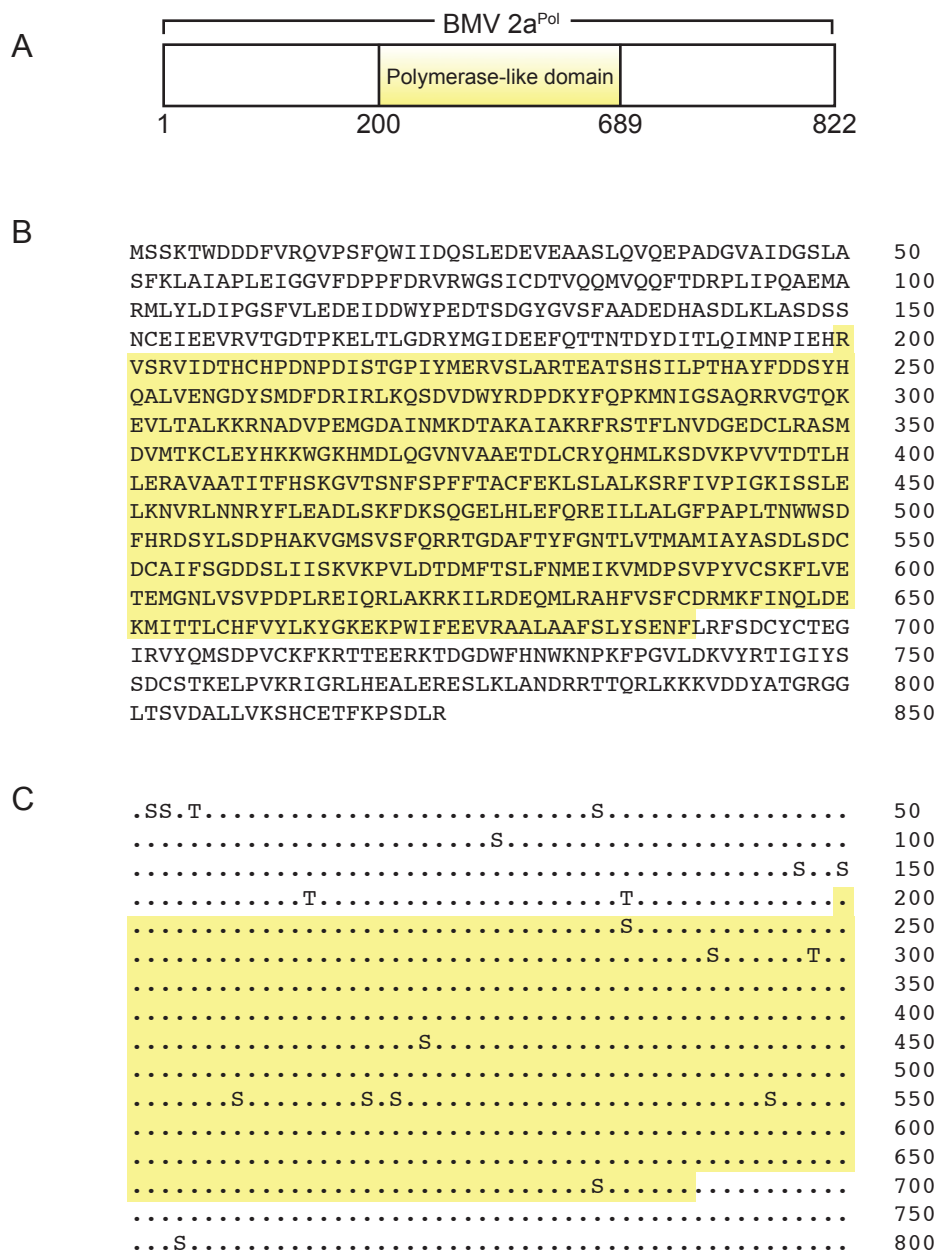 BMV 2aPol
A
Polymerase-like domain
1 200 689 822
B
MSSKTWDDDFVRQVPSFQWIIDQSLEDEVEAASLQVQEPADGVAIDGSLA 50
SFKLAIAPLEIGGVFDPPFDRVRWGSICDTVQQMVQQFTDRPLIPQAEMA 100
RMLYLDIPGSFVLEDEIDDWYPEDTSDGYGVSFAADEDHASDLKLASDSS 150
NCEIEEVRVTGDTPKELTLGDRYMGIDEEFQTTNTDYDITLQIMNPIEHR 200
VSRVIDTHCHPDNPDISTGPIYMERVSLARTEATSHSILPTHAYFDDSYH 250
QALVENGDYSMDFDRIRLKQSDVDWYRDPDKYFQPKMNIGSAQRRVGTQK 300
EVLTALKKRNADVPEMGDAINMKDTAKAIAKRFRSTFLNVDGEDCLRASM 350
DVMTKCLEYHKKWGKHMDLQGVNVAAETDLCRYQHMLKSDVKPVVTDTLH 400
LERAVAATITFHSKGVTSNFSPFFTACFEKLSLALKSRFIVPIGKISSLE 450
LKNVRLNNRYFLEADLSKFDKSQGELHLEFQREILLALGFPAPLTNWWSD 500
FHRDSYLSDPHAKVGMSVSFQRRTGDAFTYFGNTLVTMAMIAYASDLSDC 550
DCAIFSGDDSLIISKVKPVLDTDMFTSLFNMEIKVMDPSVPYVCSKFLVE 600
TEMGNLVSVPDPLREIQRLAKRKILRDEQMLRAHFVSFCDRMKFINQLDE 650
KMITTLCHFVYLKYGKEKPWIFEEVRAALAAFSLYSENFLRFSDCYCTEG 700
IRVYQMSDPVCKFKRTTEERKTDGDWFHNWKNPKFPGVLDKVYRTIGIYS 750
SDCSTKELPVKRIGRLHEALERESLKLANDRRTTQRLKKKVDDYATGRGG 800
LTSVDALLVKSHCETFKPSDLR 850
C
.SS.T...........................S................. 50
.........................S........................ 100
..............................................S..S 150
............T.....................T............... 200
..................................S............... 250
........................................S......T.. 300
.................................................. 350
.................................................. 400
....................S............................. 450
.................................................. 500
.......S........S.S.........................S..... 550
.................................................. 600
.................................................. 650
................................S................. 700
.................................................. 750
...S.............................................. 800